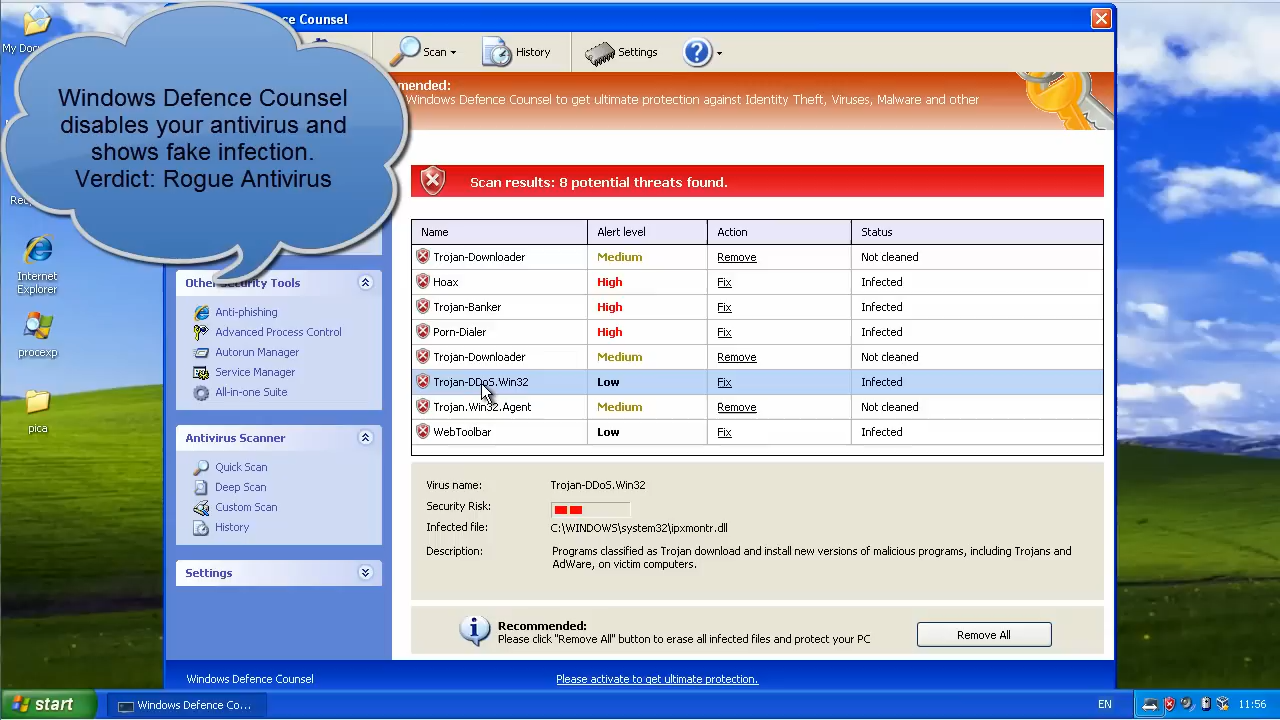 Windows Defence Counsel
disables your antivirus and
shows fake infection.
Verdict: Rogue Antivirus
ce Counsel
My Doc
Rec
Internet
Explorer
procexp
pica
Scan
History
Settings
mended:
Windows Defence Counsel to get ultimate protection against Identity Theft, Viruses, Malware and other
Other Security Tools
Anti-phishing
Advanced Process Control
Autorun Manager
Service Manager
All-in-one Suite
Antivirus Scanner
Quick Scan
Deep Scan
Custom Scan
History
Settings
Scan results: 8 potential threats found.
Name Alert level Action Status
Trojan-Downloader Medium Remove Not cleaned
Hoax High Fix Infected
Trojan-Banker High Fix Infected
Porn-Dialer High Fix Infected
Trojan-Downloader Medium Remove Not cleaned
Trojan-DDoS.Win32 Low Fix Infected
Trojan.Win32.Agent Medium Remove Not cleaned
WebToolbar Low Fix Infected
Virus name: Trojan-DDoS.Win32
Security Risk:
Infected file: C:\WINDOWS\system32\ipxmontr.dll
Description: Programs classified as Trojan download and install new versions of malicious programs, including Trojans and
AdWare, on victim computers.
Recommended:
Please click "Remove All" button to erase all infected files and protect your PC
Remove All
Windows Defence Counsel
Please activate to get ultimate protection.
start
Windows Defence Co...
EN
11:56